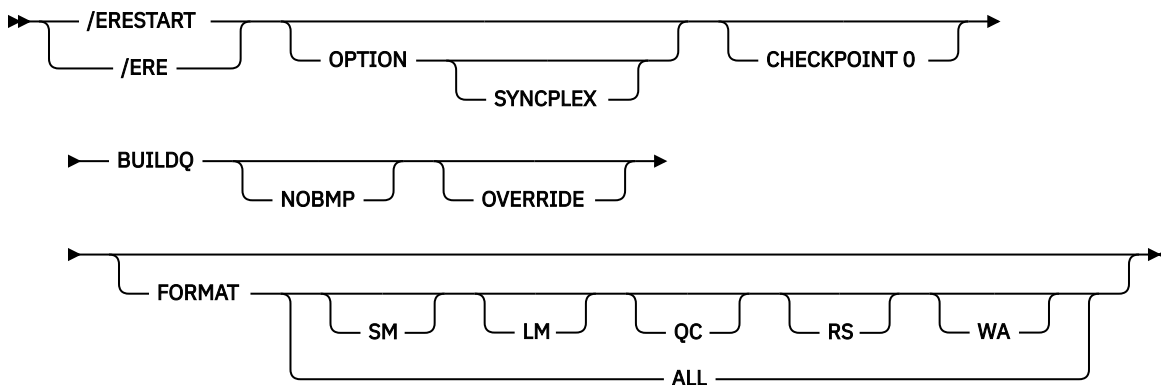 /ERESTART
/ERE
OPTION
SYNCPLEX
CHECKPOINT 0
BUILDQ
NOBMP
OVERRIDE
FORMAT
SM LM QC RS WA
ALL